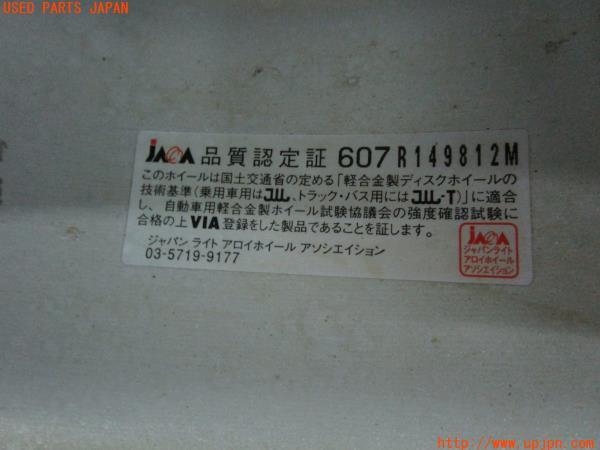 USED PARTS JAPAN
JAWA 品質認定証 607 R149812M
このホイールは国土交通省の定める「軽合金製ディスクホイールの
技術基準(乗用車用はJWL、トラック・バス用にはJWL-T)」に適合
し、自動車用軽合金製ホイール試験協議会の強度確認試験に
合格の上VIA登録をした製品であることを証します。
ジャパン ライト アロイホイール アソシエイション
03-5719-9177
JAWA
ジャパンライト
アロイホイール
アソシエイション
http://www.upjpn.com/